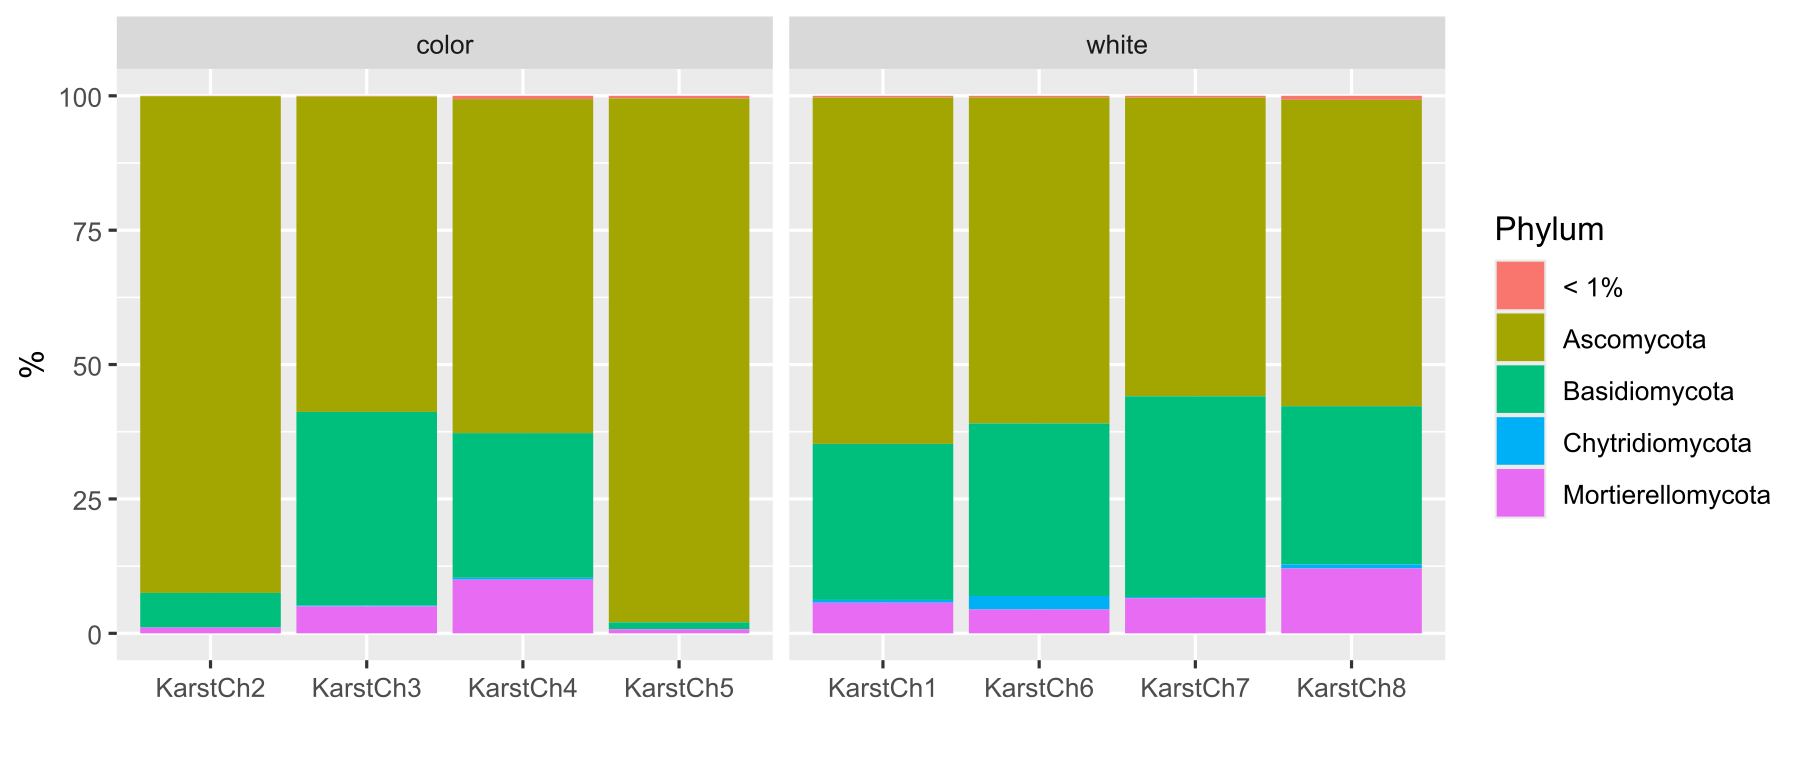 color
white
100
75
50
25
0
%
KarstCh2
KarstCh3
KarstCh4
KarstCh5
KarstCh1
KarstCh6
KarstCh7
KarstCh8
Phylum
< 1%
Ascomycota
Basidiomycota
Chytridiomycota
Mortierellomycota